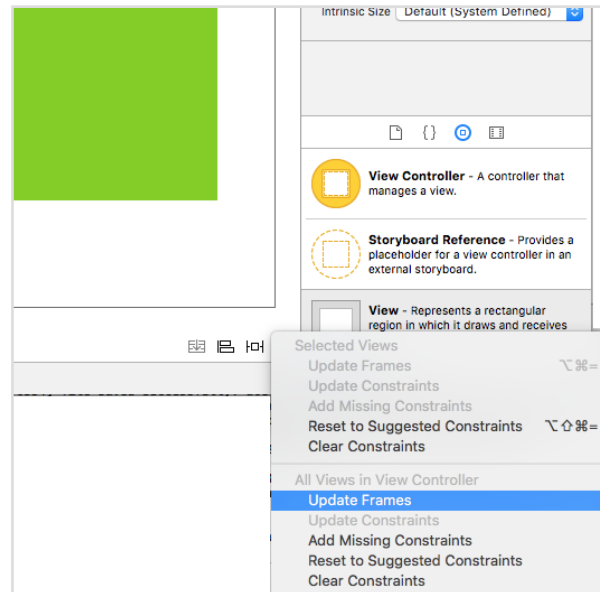 Intrinsic Size Default (System Defined)
{}
View Controller - A controller that
manages a view.
Storyboard Reference - Provides a
placeholder for a view controller in an
external storyboard.
View - Represents a rectangular
region in which it draws and receives
Selected Views
Update Frames ⌥⌘=
Update Constraints
Add Missing Constraints
Reset to Suggested Constraints ⌥⇧⌘=
Clear Constraints
All Views in View Controller
Update Frames
Update Constraints
Add Missing Constraints
Reset to Suggested Constraints
Clear Constraints